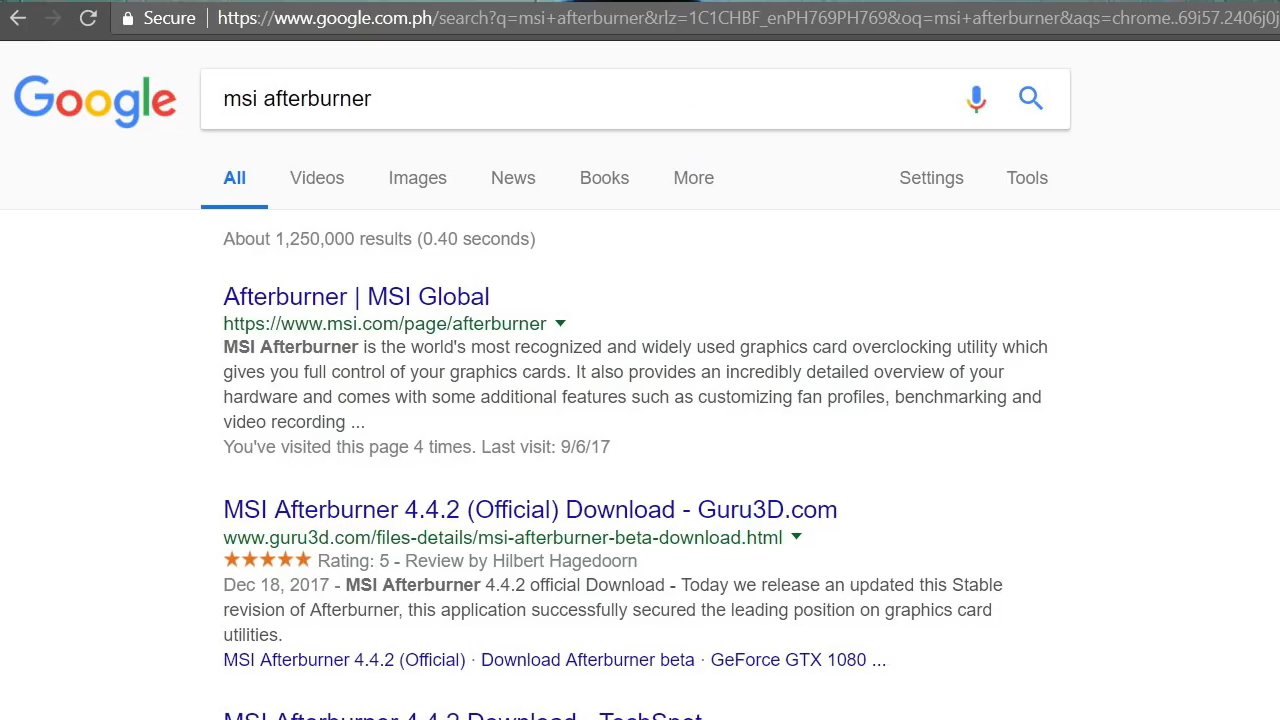 Secure https://www.google.com.ph/search?q=msi+afterburner&rlz=1C1CHBF_enPH769PH769&oq=msi+afterburner&aqs=chrome..69i57.2406j0j
Google msi afterburner
All Videos Images News Books More Settings Tools
About 1,250,000 results (0.40 seconds)
Afterburner | MSI Global
https://www.msi.com/page/afterburner
MSI Afterburner is the world's most recognized and widely used graphics card overclocking utility which
gives you full control of your graphics cards. It also provides an incredibly detailed overview of your
hardware and comes with some additional features such as customizing fan profiles, benchmarking and
video recording ...
You've visited this page 4 times. Last visit: 9/6/17
MSI Afterburner 4.4.2 (Official) Download - Guru3D.com
www.guru3d.com/files-details/msi-afterburner-beta-download.html
Rating: 5 - Review by Hilbert Hagedoorn
Dec 18, 2017 - MSI Afterburner 4.4.2 official Download - Today we release an updated this Stable
revision of Afterburner, this application successfully secured the leading position on graphics card
utilities.
MSI Afterburner 4.4.2 (Official) · Download Afterburner beta · GeForce GTX 1080 ...
MSI Afterburner 4.4.2 Download - TechSpot